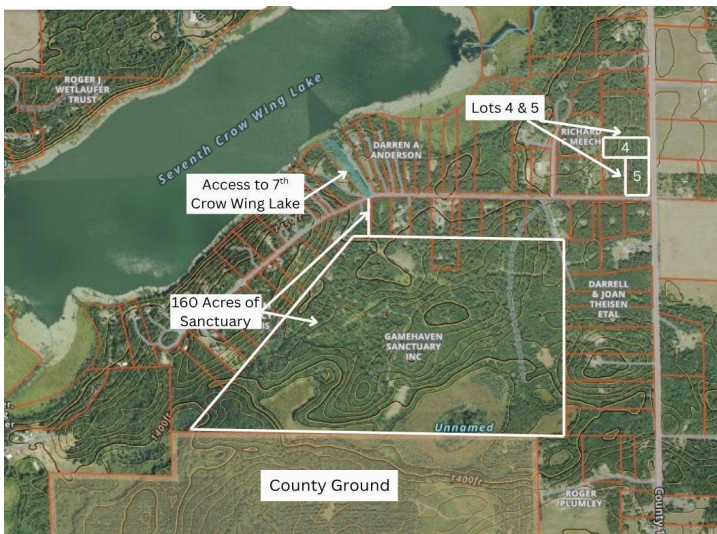 ROGER J
WETLAUFER
TRUST
Seventh Crow Wing Lake
Lots 4 & 5
DARREN A
ANDERSON
RICHARD
MEECH
4
5
Access to 7th
Crow Wing Lake
160 Acres of
Sanctuary
DARRELL
& JOAN
THEISEN
ETAL
GAMEHAVEN
SANCTUARY
INC
1400ft
Unnamed
1400ft
County Ground
ROGER
PLUMLEY
County